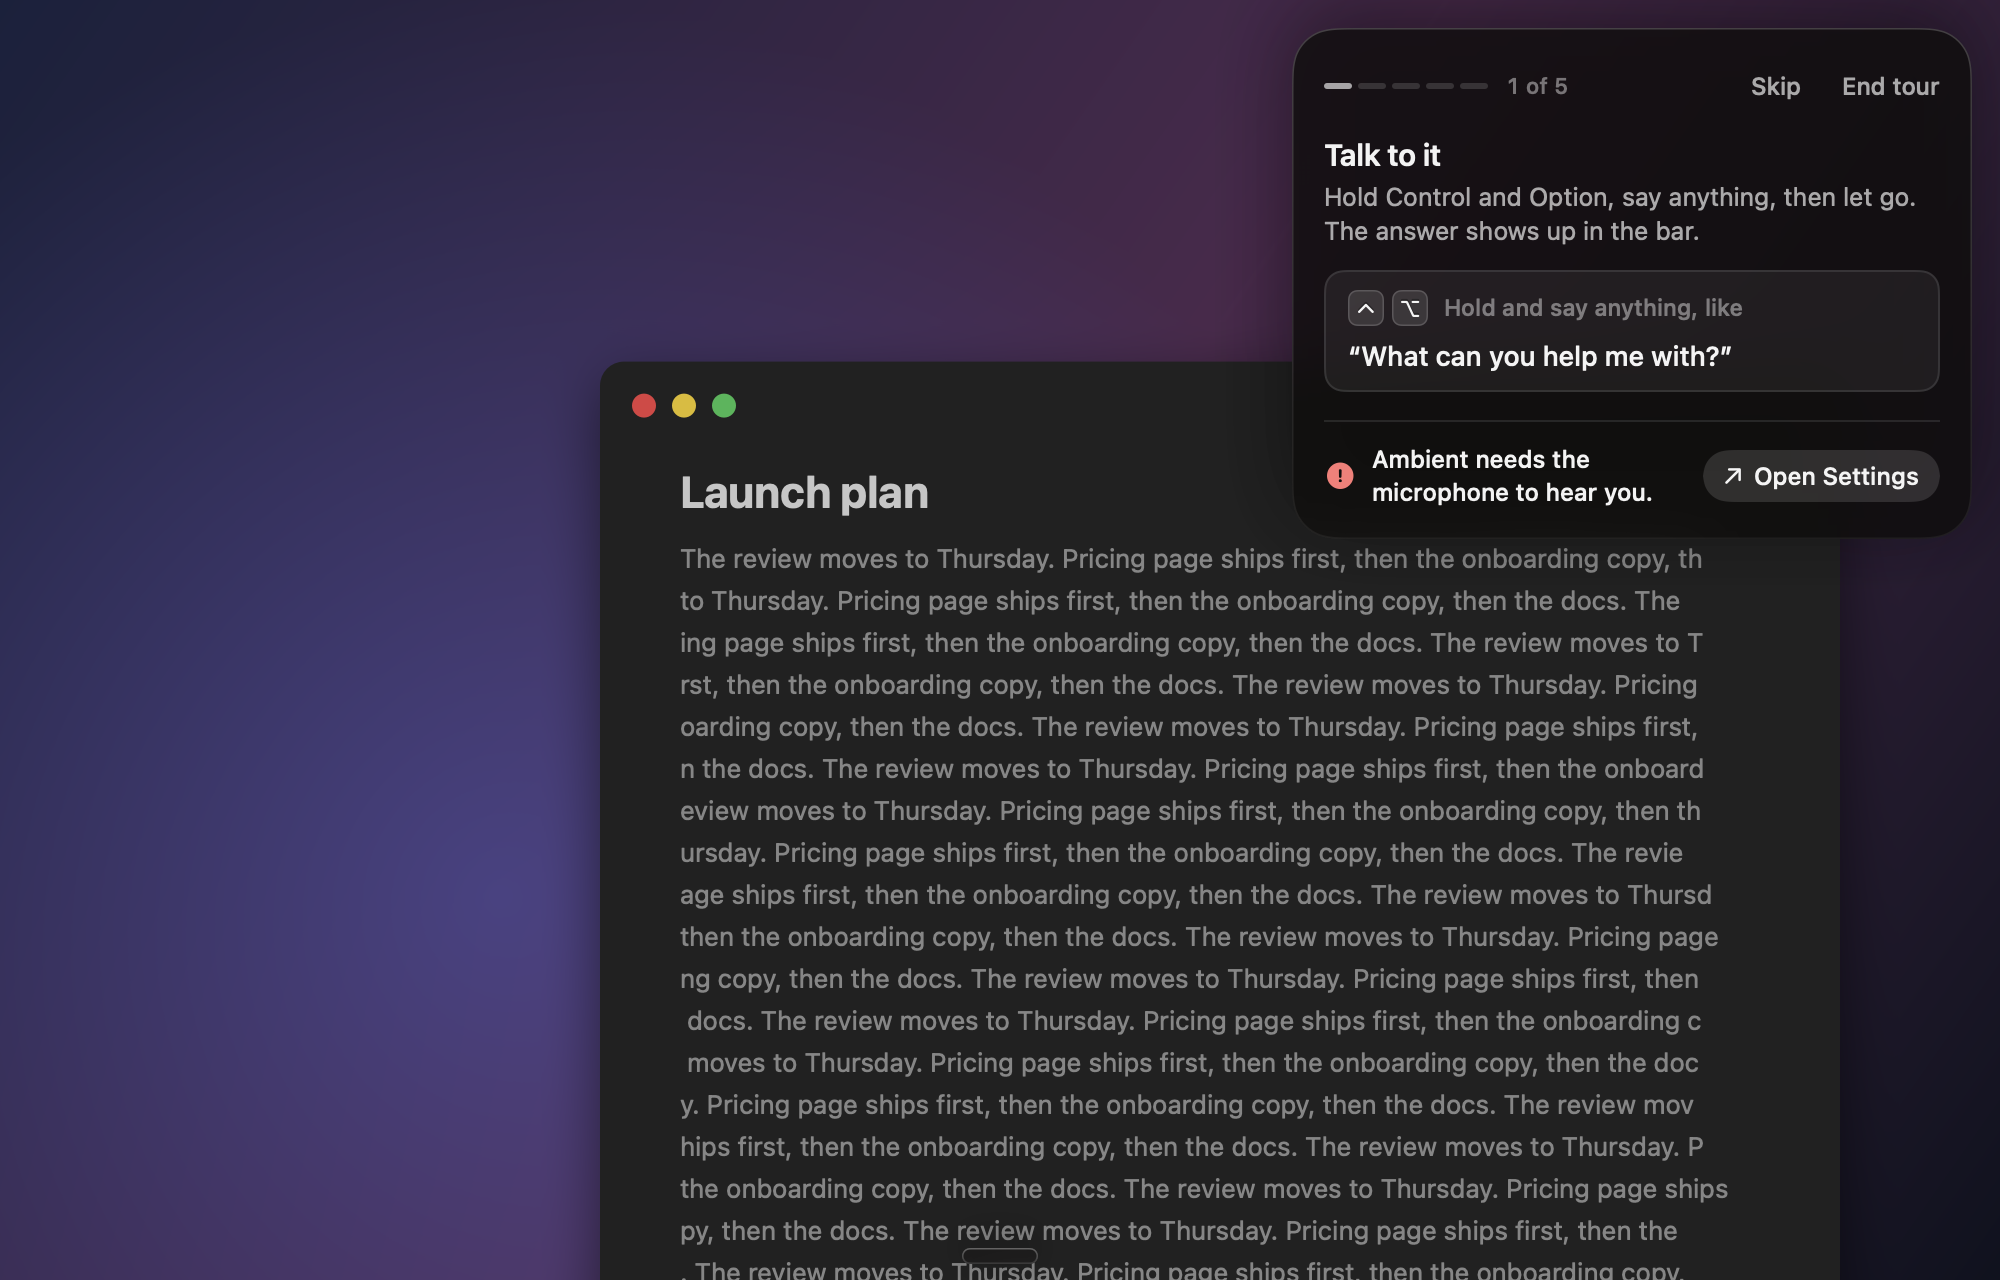 1 of 5
Skip
End tour
Talk to it
Hold Control and Option, say anything, then let go.
The answer shows up in the bar.
Hold and say anything, like
“What can you help me with?”
Ambient needs the
microphone to hear you.
Open Settings
Launch plan
The review moves to Thursday. Pricing page ships first, then the onboarding copy, th
to Thursday. Pricing page ships first, then the onboarding copy, then the docs. The
ing page ships first, then the onboarding copy, then the docs. The review moves to T
rst, then the onboarding copy, then the docs. The review moves to Thursday. Pricing
oarding copy, then the docs. The review moves to Thursday. Pricing page ships first,
n the docs. The review moves to Thursday. Pricing page ships first, then the onboard
eview moves to Thursday. Pricing page ships first, then the onboarding copy, then th
ursday. Pricing page ships first, then the onboarding copy, then the docs. The revie
age ships first, then the onboarding copy, then the docs. The review moves to Thursd
then the onboarding copy, then the docs. The review moves to Thursday. Pricing page
ng copy, then the docs. The review moves to Thursday. Pricing page ships first, then
docs. The review moves to Thursday. Pricing page ships first, then the onboarding c
moves to Thursday. Pricing page ships first, then the onboarding copy, then the doc
y. Pricing page ships first, then the onboarding copy, then the docs. The review mov
hips first, then the onboarding copy, then the docs. The review moves to Thursday. P
the onboarding copy, then the docs. The review moves to Thursday. Pricing page ships
py, then the docs. The review moves to Thursday. Pricing page ships first, then the
. The review moves to Thursday. Pricing page ships first, then the onboarding copy,